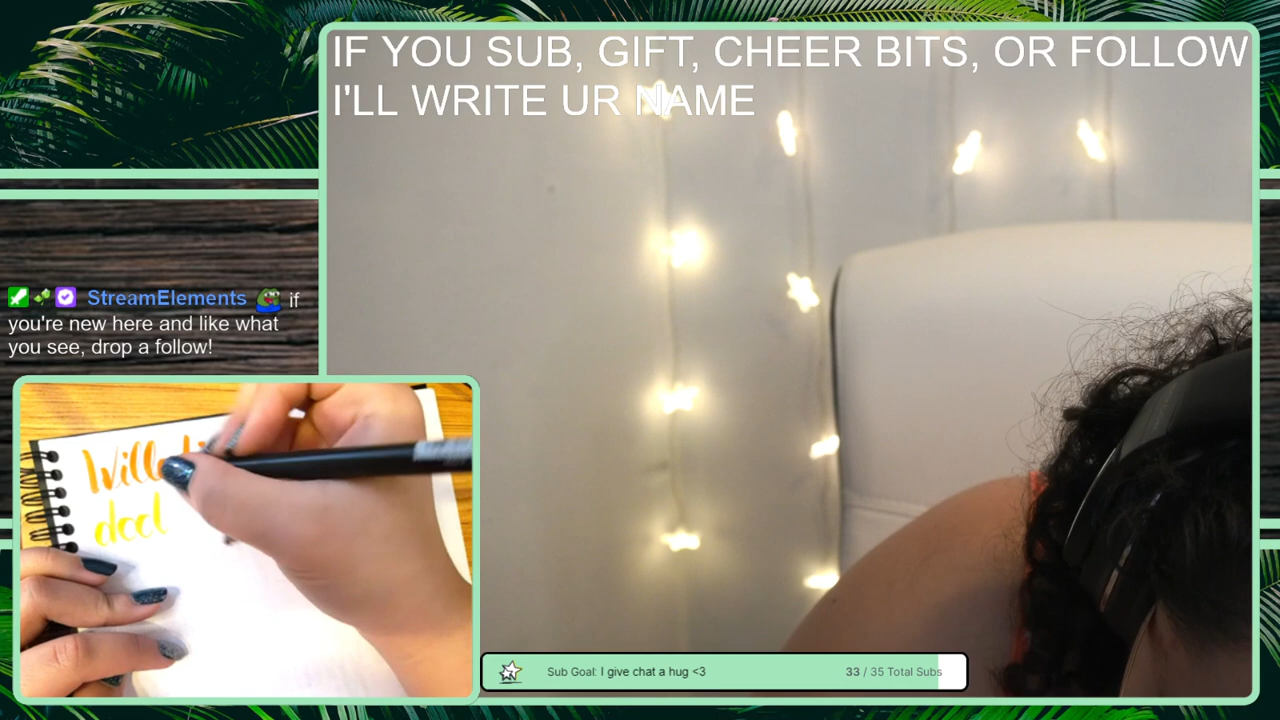 IF YOU SUB, GIFT, CHEER BITS, OR FOLLOW
I'LL WRITE UR NAME
StreamElements if
you're new here and like what
you see, drop a follow!
Sub Goal: I give chat a hug <3 33 / 35 Total Subs